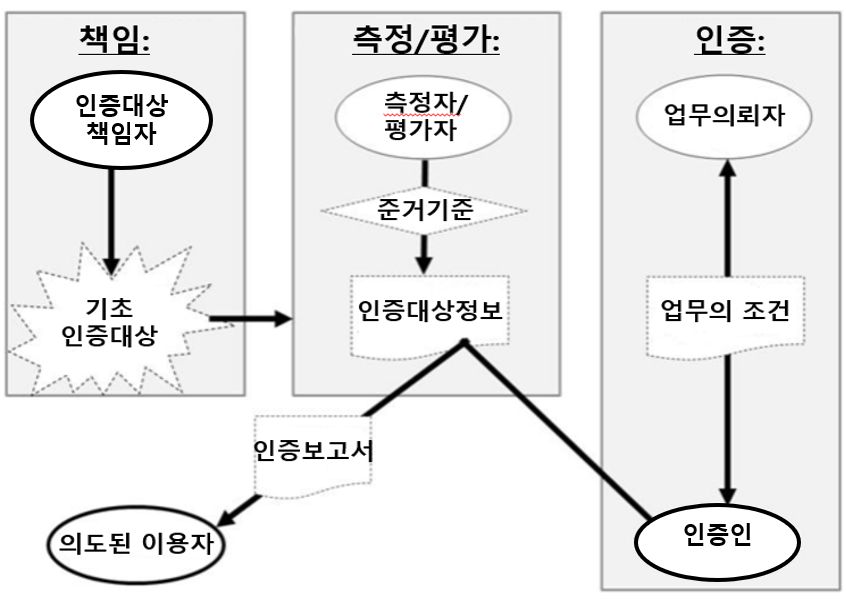 책임:
인증대상
책임자
기초
인증대상
측정/평가:
측정자/
평가자
준거기준
인증대상정보
인증:
업무의뢰자
업무의 조건
인증인
인증보고서
의도된 이용자